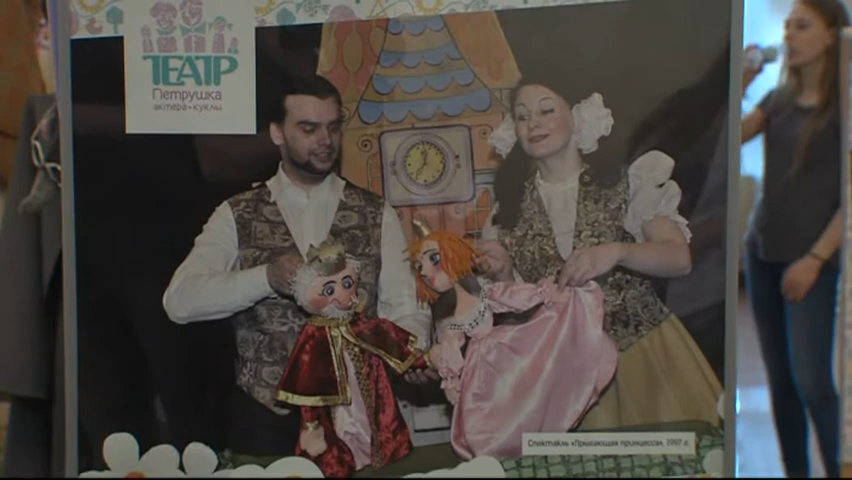 ТЕАТР
Петрушка
актера • куклы
Спектакль «Прыгающая принцесса», 1997 г.